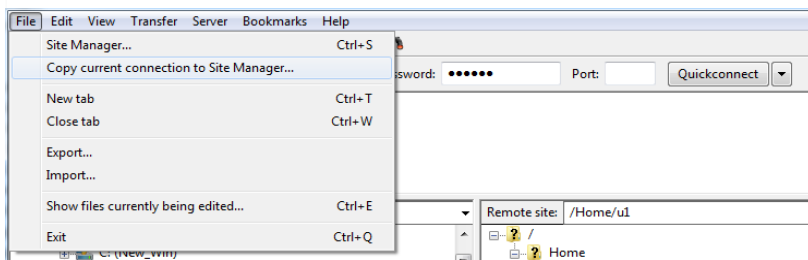 File Edit View Transfer Server Bookmarks Help
Site Manager... Ctrl+S
Copy current connection to Site Manager...
ssword: ●●●●●● Port: Quickconnect
New tab Ctrl+T
Close tab Ctrl+W
Export...
Import...
Show files currently being edited... Ctrl+E
Remote site: /Home/u1
Exit Ctrl+Q
/
C: (New_Win)
Home